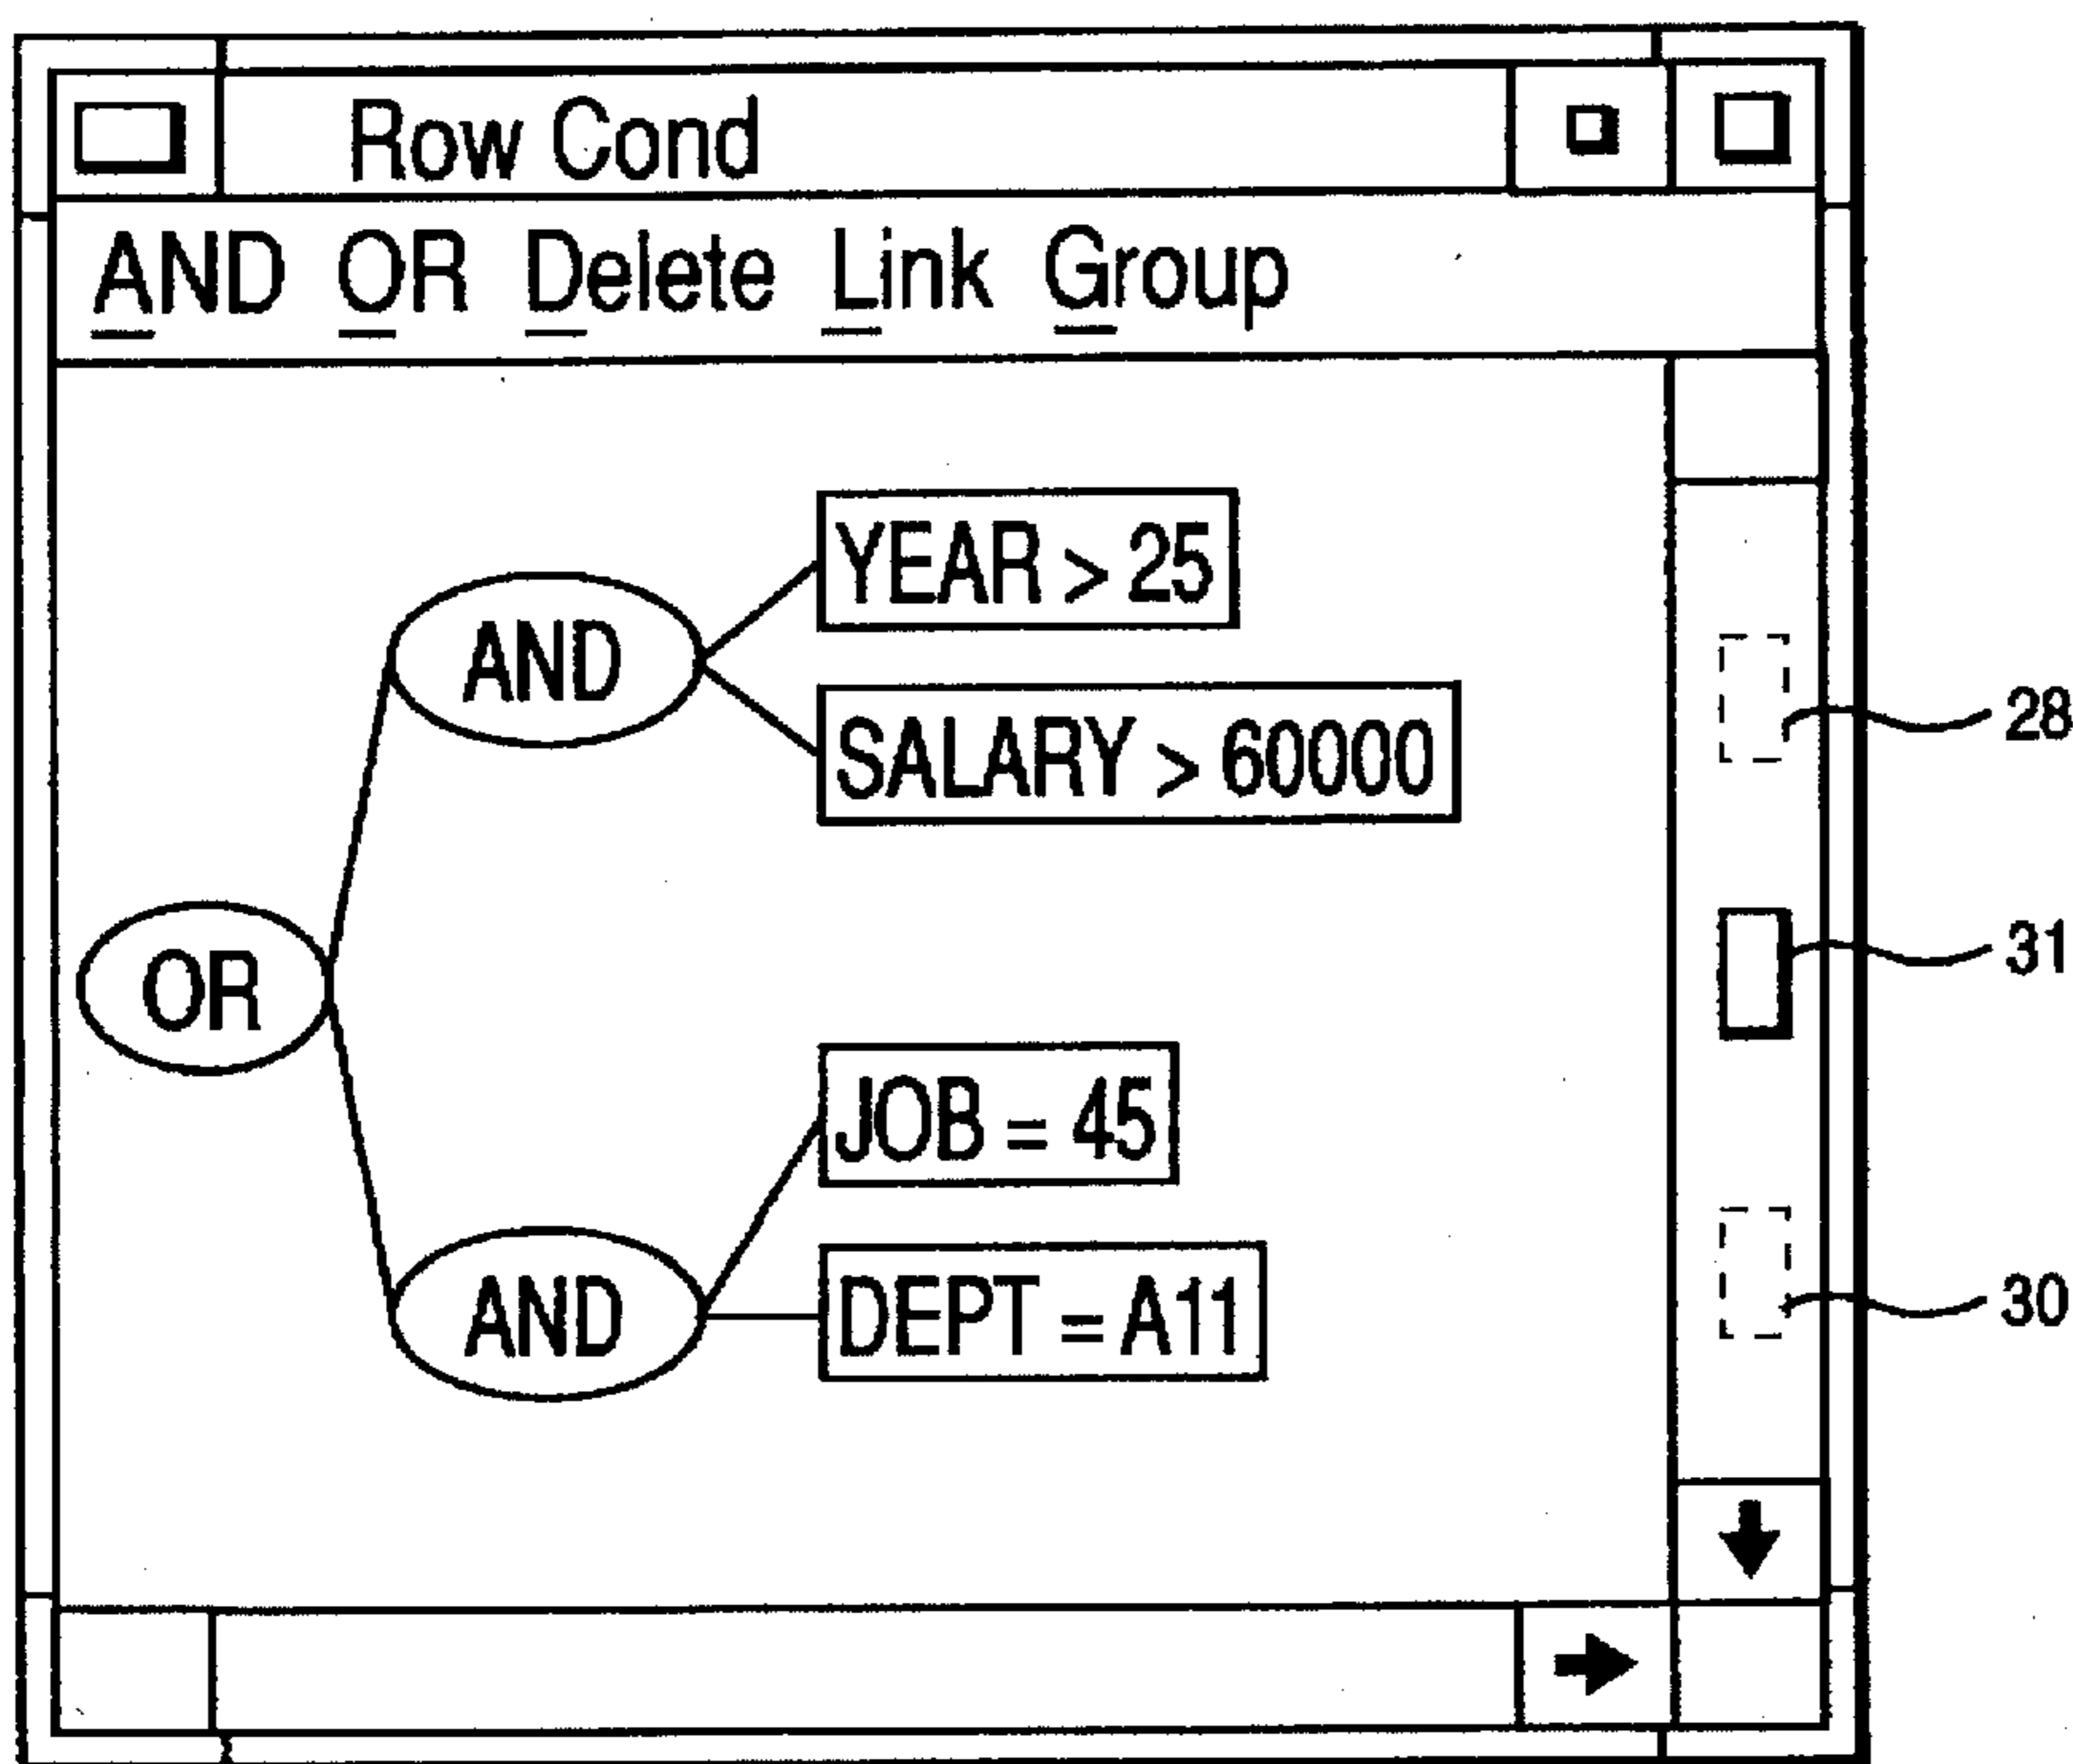 Row Cond
AND OR Delete Link Group
YEAR > 25
AND
SALARY > 60000
28
31
OR
JOB = 45
AND
DEPT = A11
30